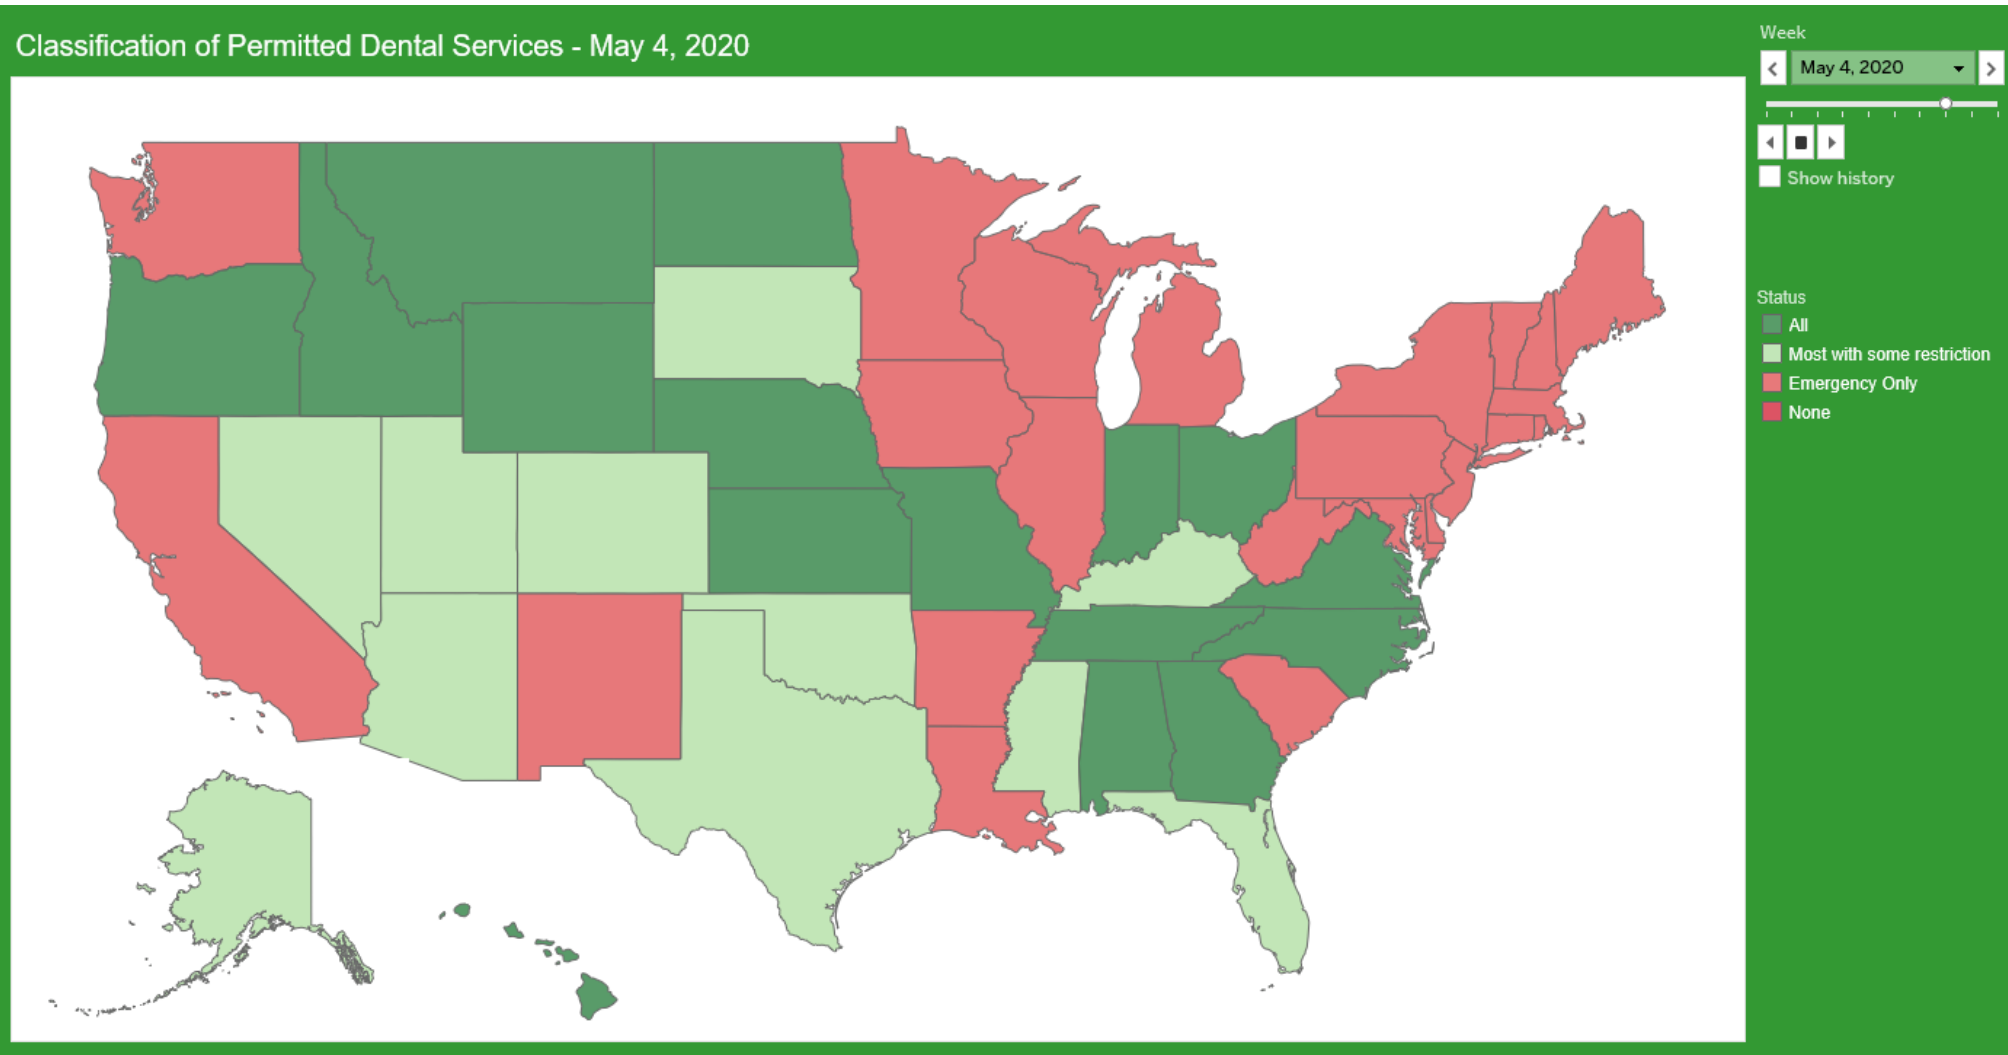 Classification of Permitted Dental Services - May 4, 2020
Week
May 4, 2020
Show history
Status
All
Most with some restriction
Emergency Only
None